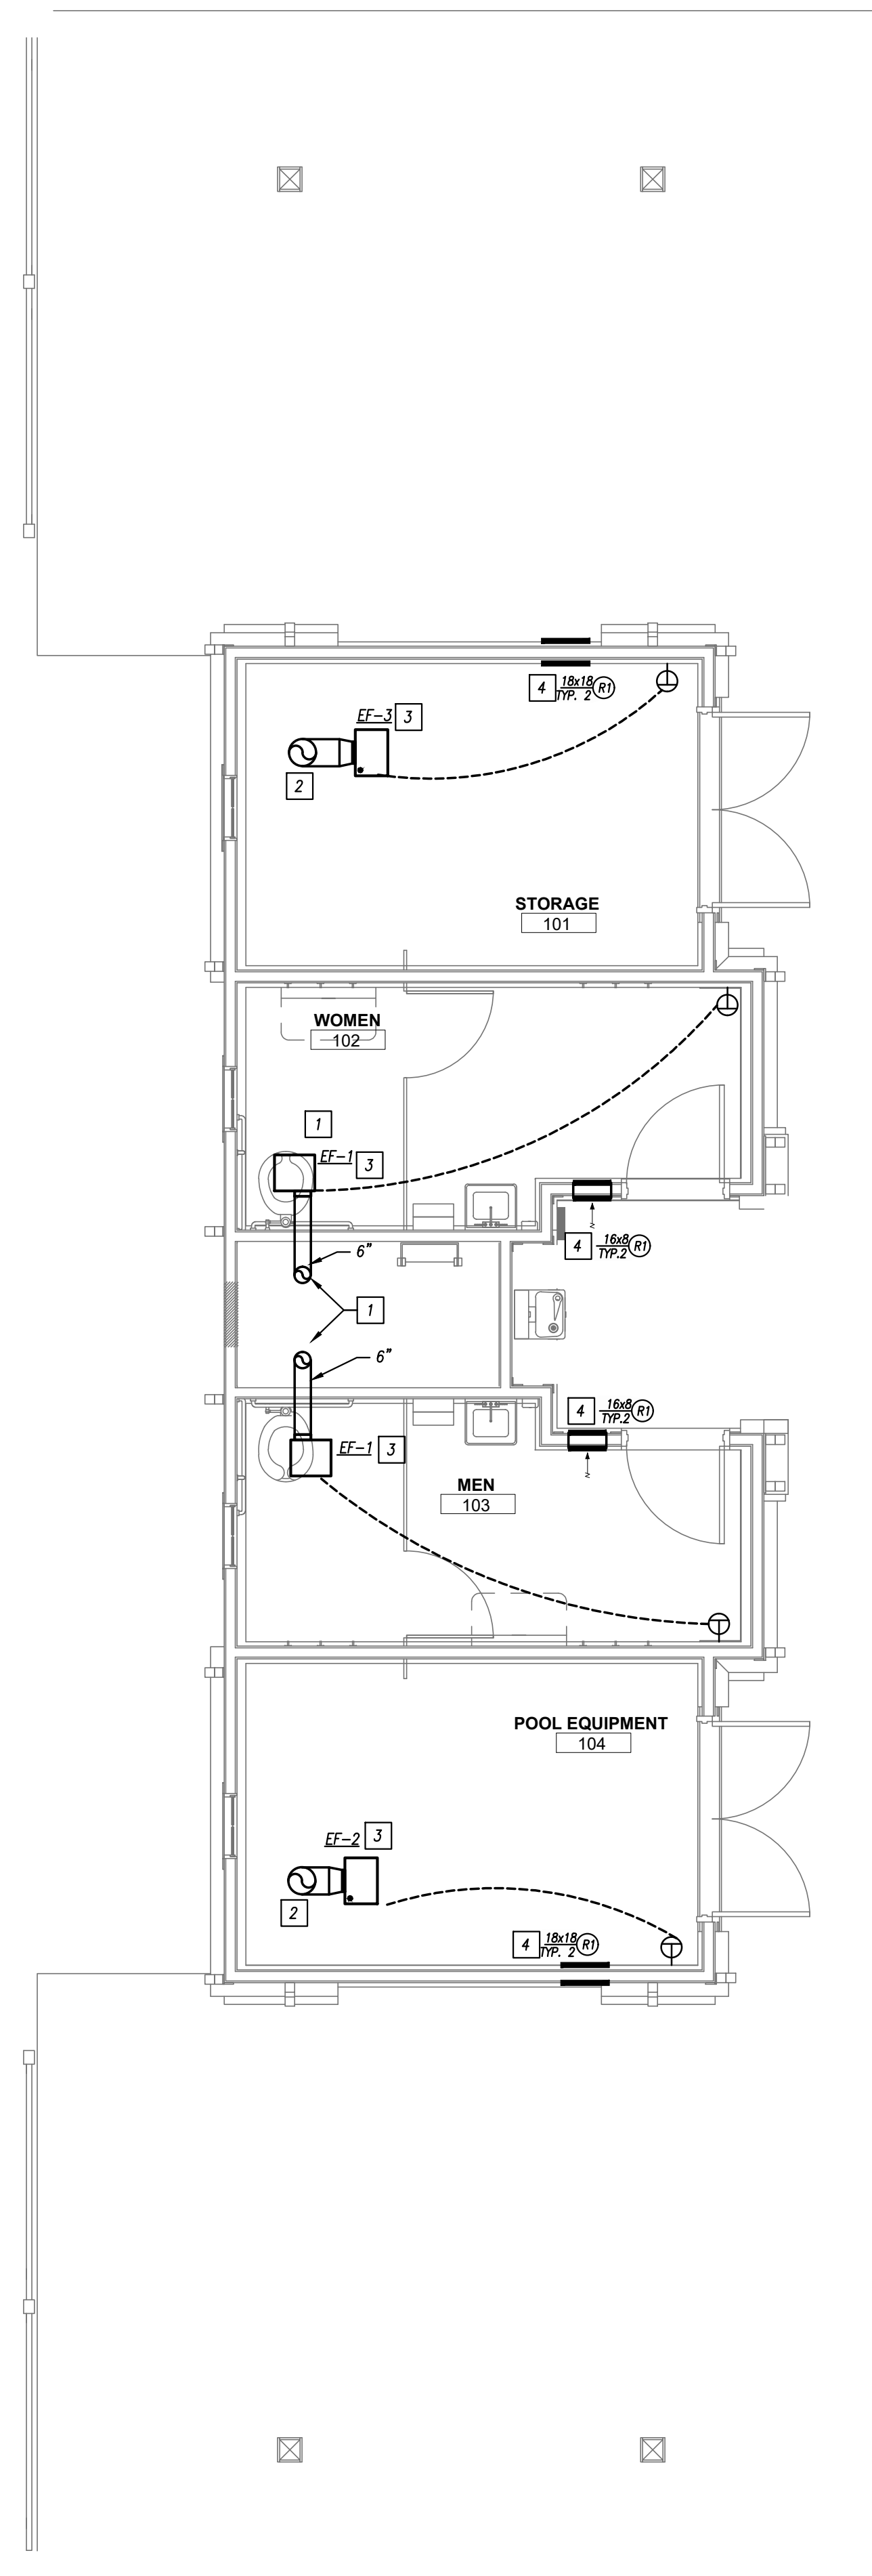 4 18x18 R1
TYP. 2
EF-3 3
2
STORAGE
101
WOMEN
102
1
EF-1 3
6"
4 16x8 R1
TYP.2
1
6"
4 16x8 R1
TYP.2
EF-1 3
MEN
103
POOL EQUIPMENT
104
EF-2 3
2
4 18x18 R1
TYP. 2